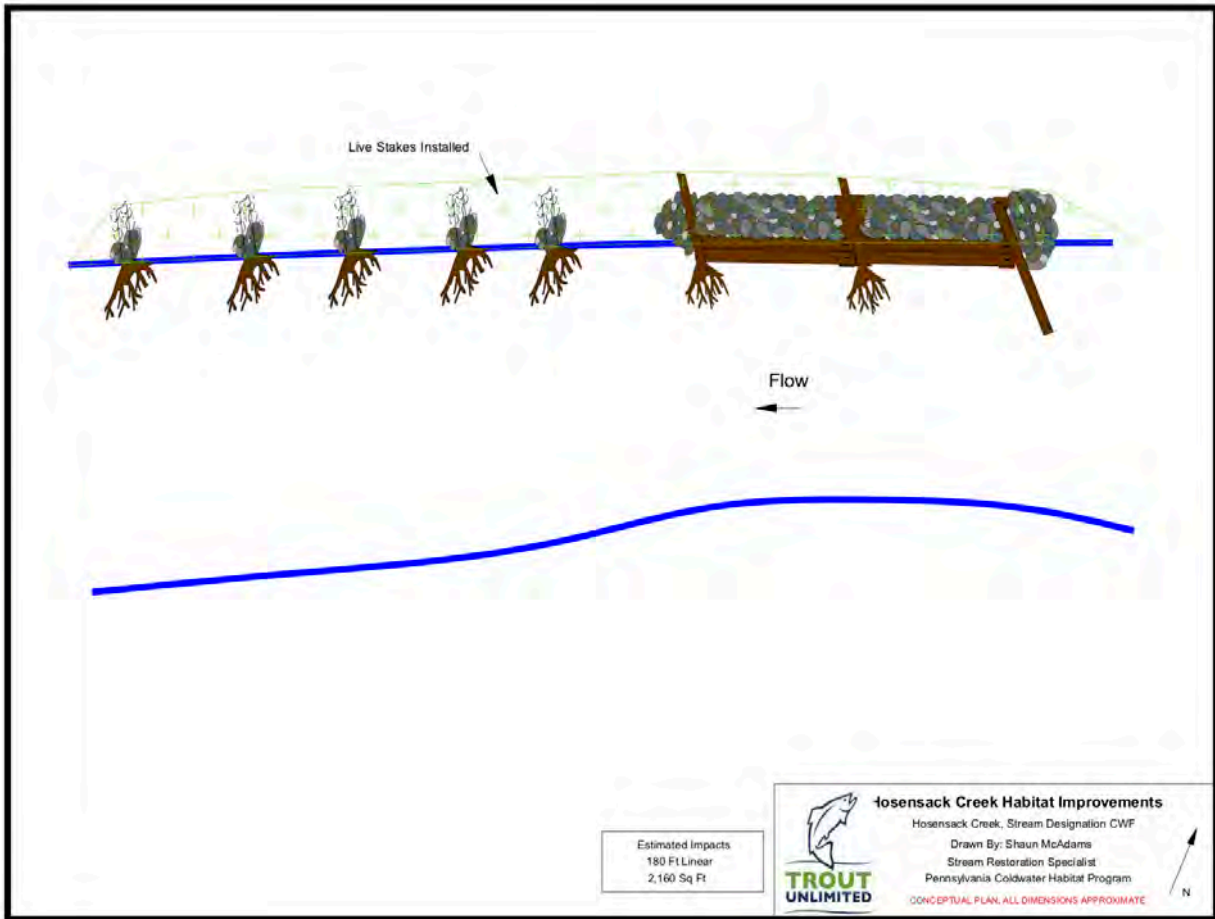 Live Stakes Installed
Flow
Estimated Impacts
180 Ft Linear
2,160 Sq Ft
TROUT
UNLIMITED
Hosensack Creek Habitat Improvements
Hosensack Creek, Stream Designation CWF
Drawn By: Shaun McAdams
Stream Restoration Specialist
Pennsylvania Coldwater Habitat Program
CONCEPTUAL PLAN, ALL DIMENSIONS APPROXIMATE
N